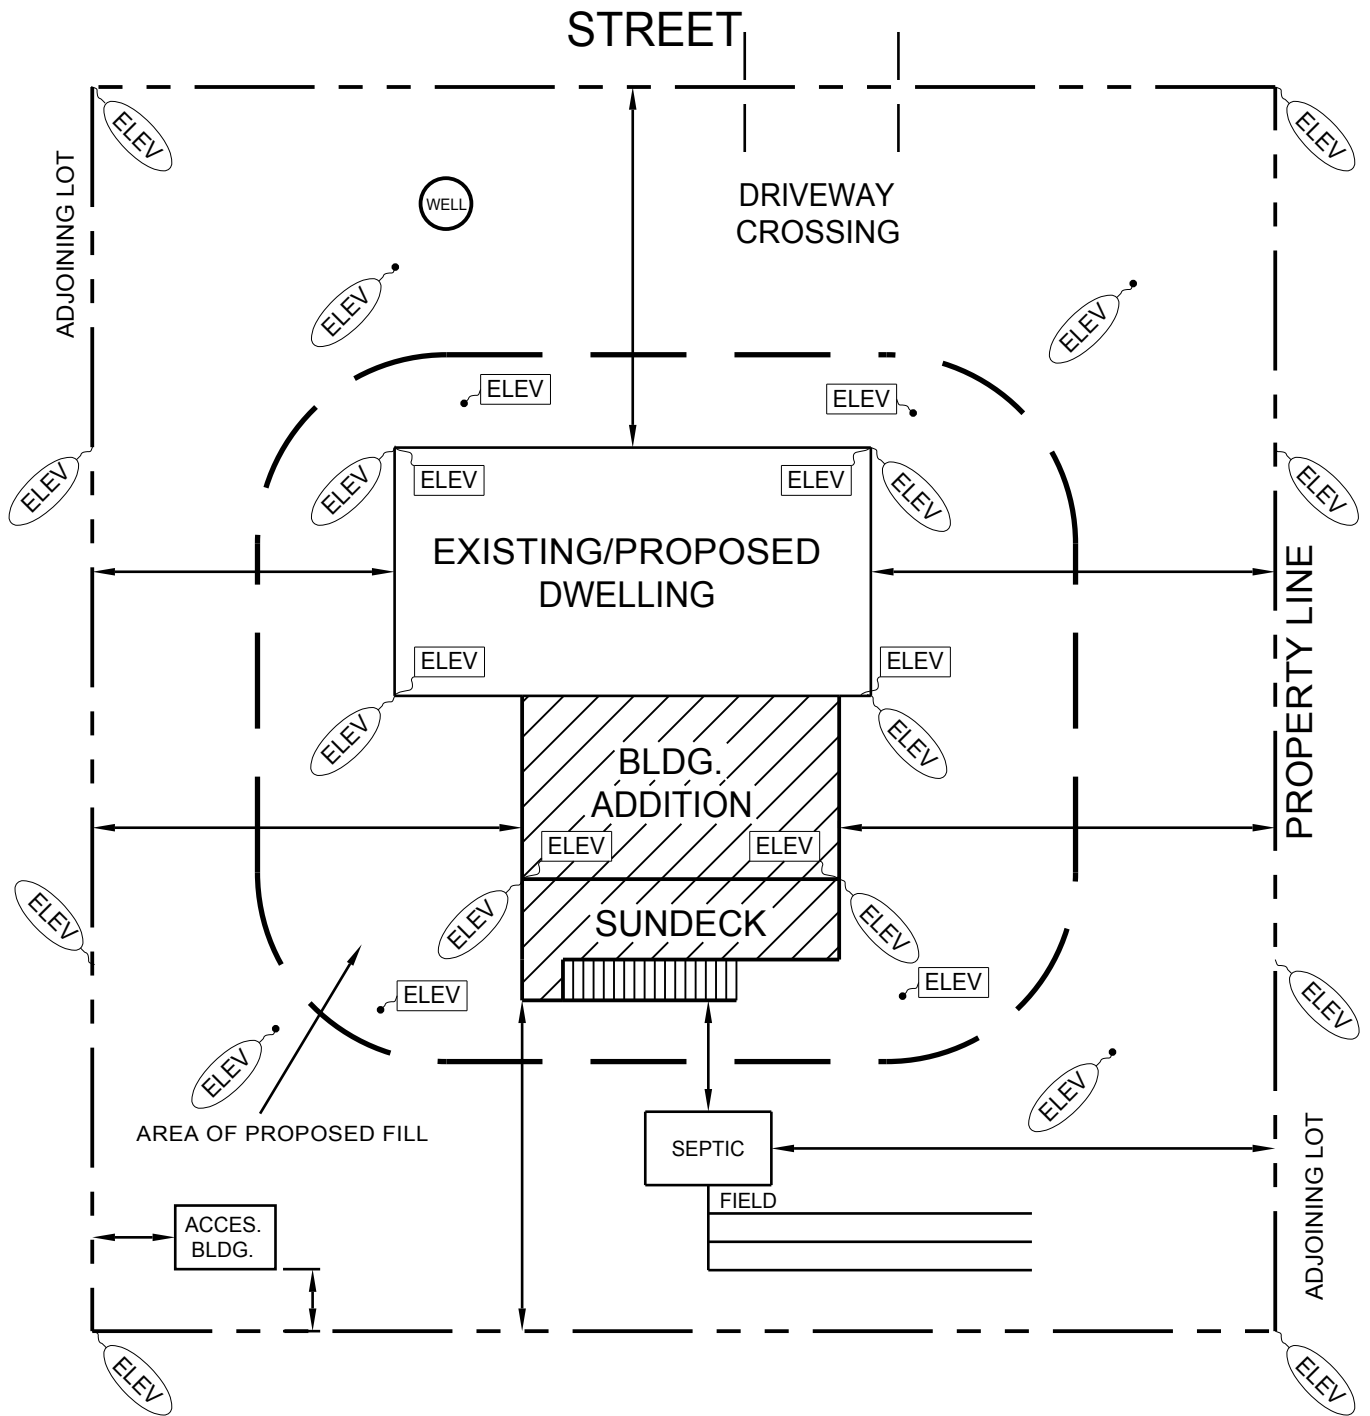 STREET
ELEV
ELEV
ADJOINING LOT
WELL
DRIVEWAY
CROSSING
ELEV
ELEV
ELEV
ELEV
ELEV
ELEV
ELEV
ELEV
ELEV
ELEV
EXISTING/PROPOSED
DWELLING
PROPERTY LINE
ELEV
ELEV
ELEV
ELEV
BLDG.
ADDITION
ELEV
ELEV
ELEV
ELEV
SUNDECK
ELEV
ELEV
ELEV
ELEV
ELEV
ELEV
AREA OF PROPOSED FILL
SEPTIC
FIELD
ADJOINING LOT
ACCES.
BLDG.
ELEV
ELEV